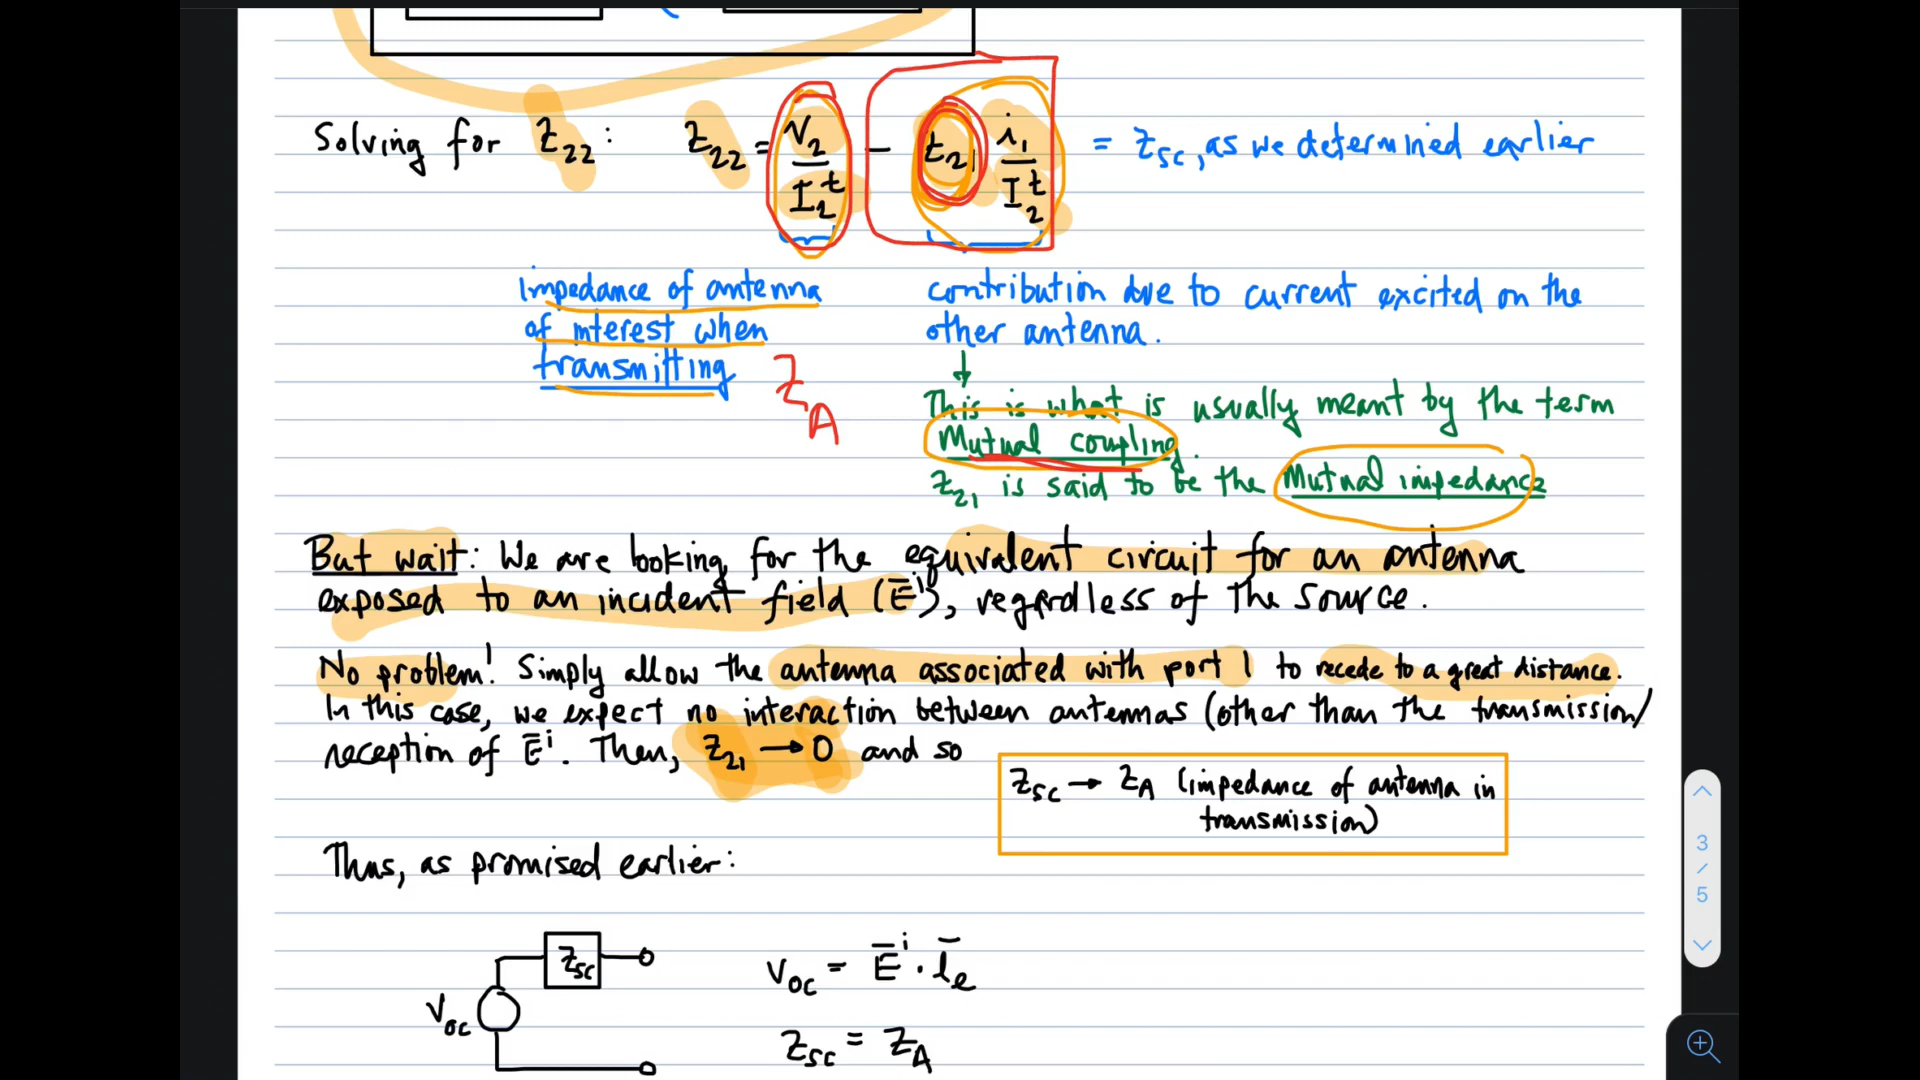 Solving for Z22: Z22 = V2/I2^t - Z21 i1/I2^t = Zsc, as we determined earlier
impedance of antenna
of interest when
transmitting
ZA
contribution due to current excited on the
other antenna.
↓
This is what is usually meant by the term
Mutual coupling.
Z21 is said to be the Mutual impedance
But wait: We are looking for the equivalent circuit for an antenna
exposed to an incident field (E̅^i), regardless of the source.
No problem! Simply allow the antenna associated with port 1 to recede to a great distance.
In this case, we expect no interaction between antennas (other than the transmission/
reception of E̅^i. Then, Z21 → 0 and so
Zsc → ZA (impedance of antenna in
transmission)
Thus, as promised earlier:
Zsc
Voc
Voc = E̅^i · l̅e
Zsc = ZA
3
/
5